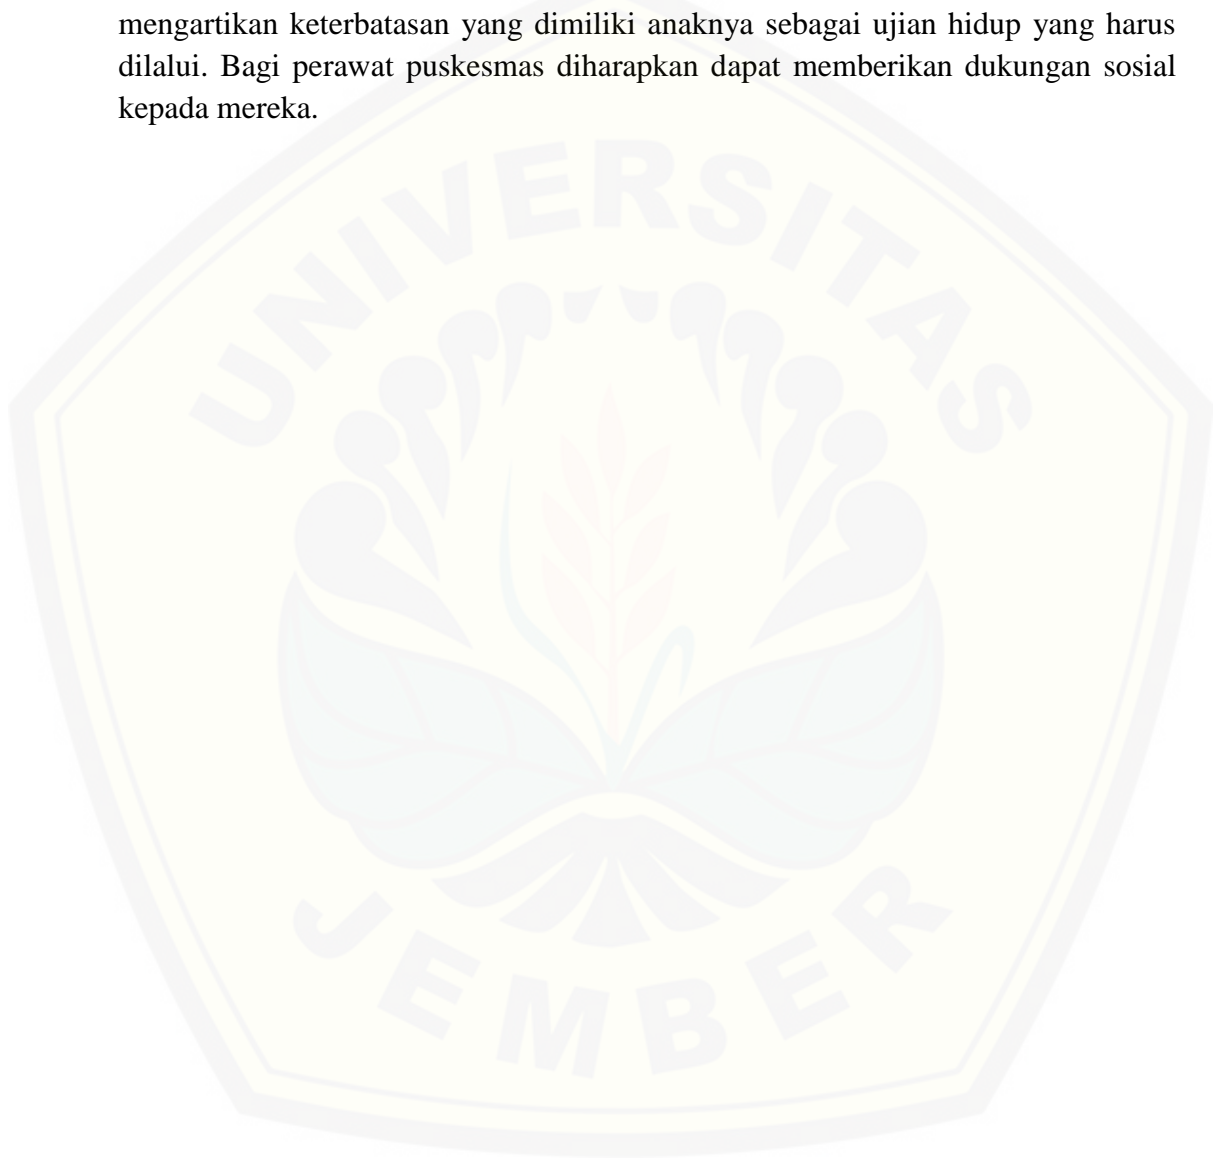 mengartikan keterbatasan yang dimiliki anaknya sebagai ujian hidup yang harus
dilalui. Bagi perawat puskesmas diharapkan dapat memberikan dukungan sosial
kepada mereka.
UNIVERSITAS
JEMBER